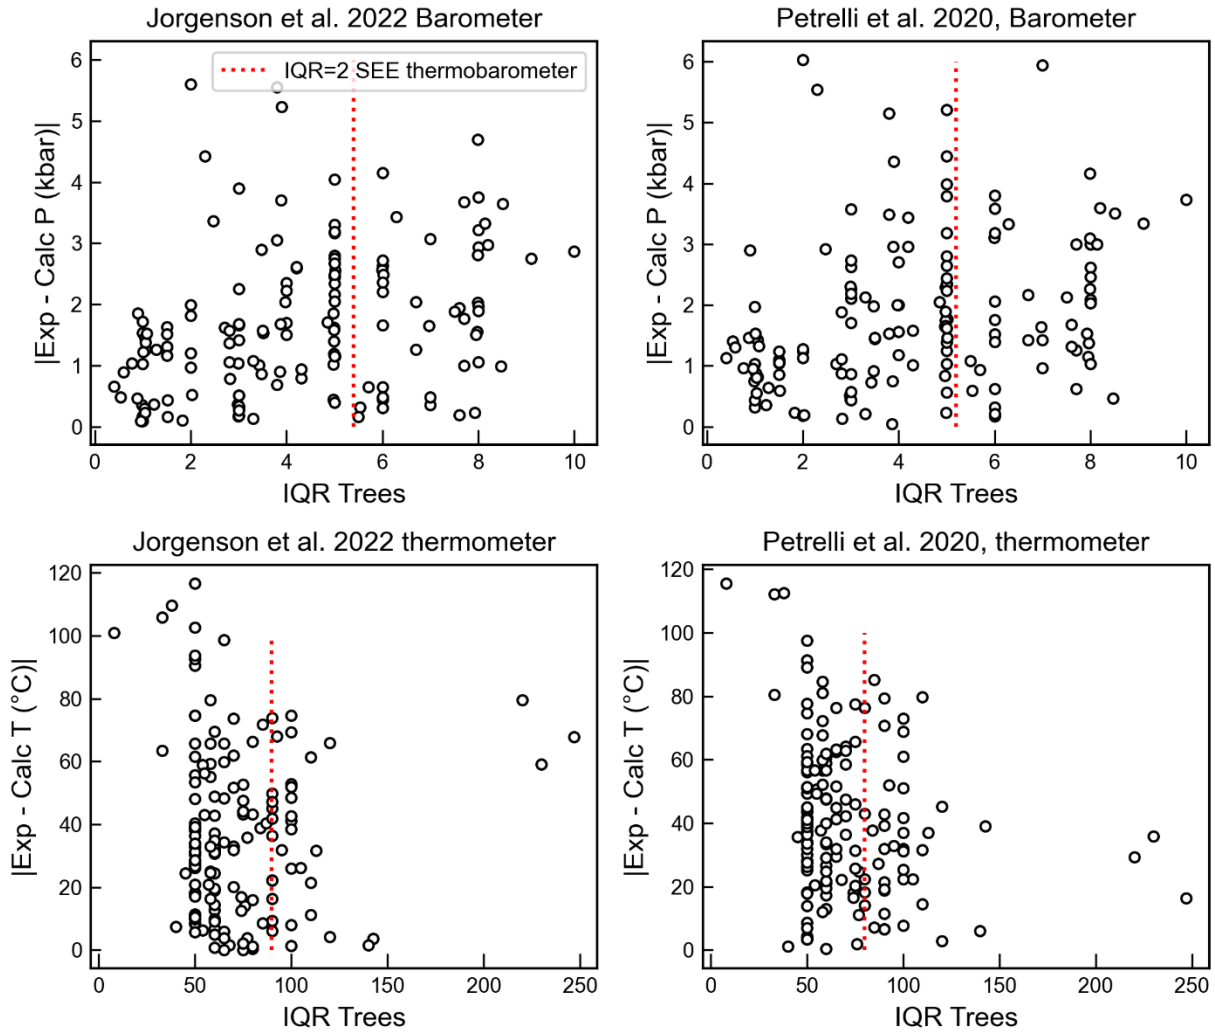 Jorgenson et al. 2022 Barometer
Petrelli et al. 2020, Barometer
|Exp - Calc P (kbar)|
6
5
4
3
2
1
0
IQR=2 SEE thermobarometer
0 2 4 6 8 10
IQR Trees
|Exp - Calc P (kbar)|
6
5
4
3
2
1
0
0 2 4 6 8 10
IQR Trees
Jorgenson et al. 2022 thermometer
Petrelli et al. 2020, thermometer
|Exp - Calc T (°C)|
120
100
80
60
40
20
0
0 50 100 150 200 250
IQR Trees
|Exp - Calc T (°C)|
120
100
80
60
40
20
0
0 50 100 150 200 250
IQR Trees